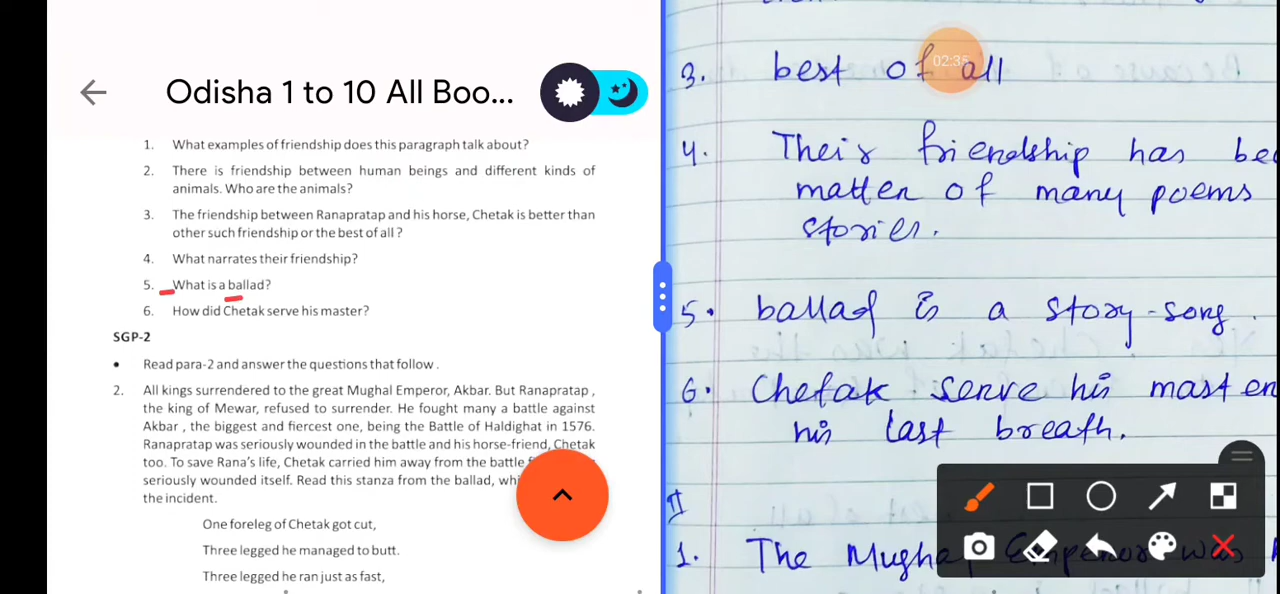 Odisha 1 to 10 All Boo...
1. What examples of friendship does this paragraph talk about?
2. There is friendship between human beings and different kinds of
animals. Who are the animals?
3. The friendship between Ranapratap and his horse, Chetak is better than
other such friendship or the best of all?
4. What narrates their friendship?
5. What is a ballad?
6. How did Chetak serve his master?
SGP-2
• Read para-2 and answer the questions that follow.
2. All kings surrendered to the great Mughal Emperor, Akbar. But Ranapratap,
the king of Mewar, refused to surrender. He fought many a battle against
Akbar, the biggest and fiercest one, being the Battle of Haldighat in 1576.
Ranapratap was seriously wounded in the battle and his horse-friend, Chetak
too. To save Rana's life, Chetak carried him away from the battle
seriously wounded itself. Read this stanza from the ballad,
the incident.
One foreleg of Chetak got cut,
Three legged he managed to butt.
Three legged he ran just as fast,
02:35
3. best of all
4. Their friendship has
matter of many poems
stories.
5. ballad is a story-song.
6. Chetak serve his master
his last breath.
II
1. The Mughal Emperor was